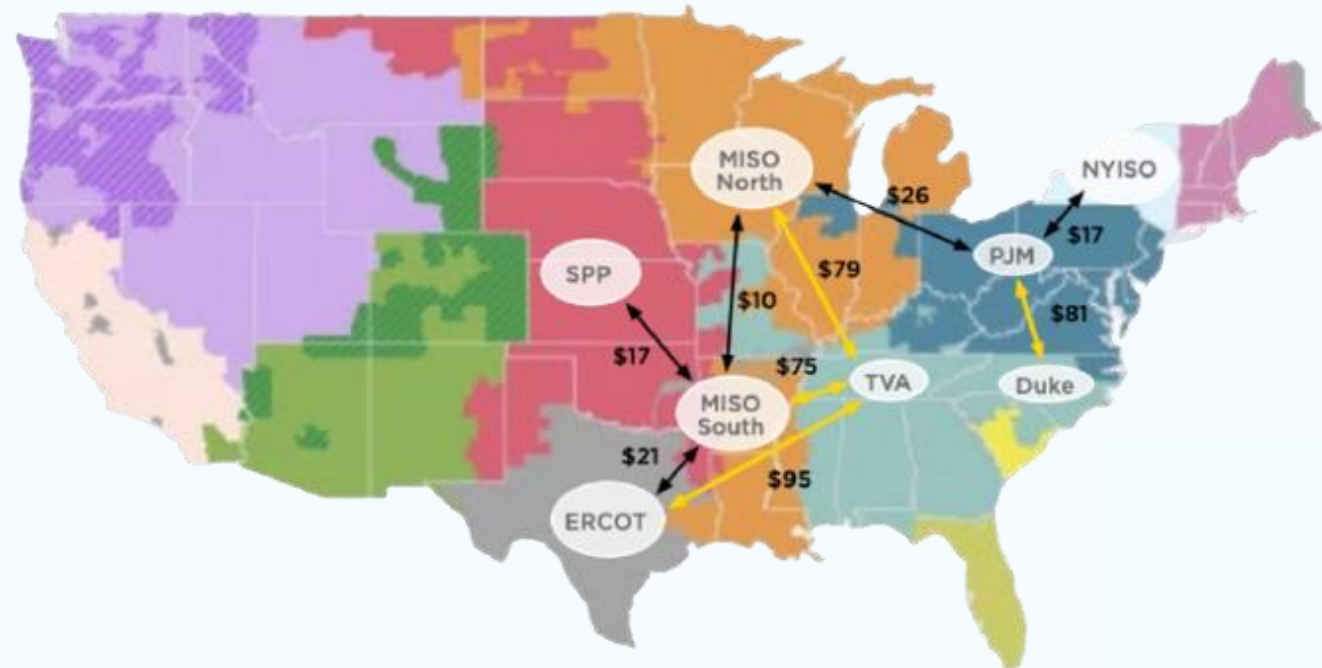 MISO
North
NYISO
$26
$17
PJM
SPP
$79
$10
$81
$17
$75
TVA
Duke
MISO
South
$21
$95
ERCOT